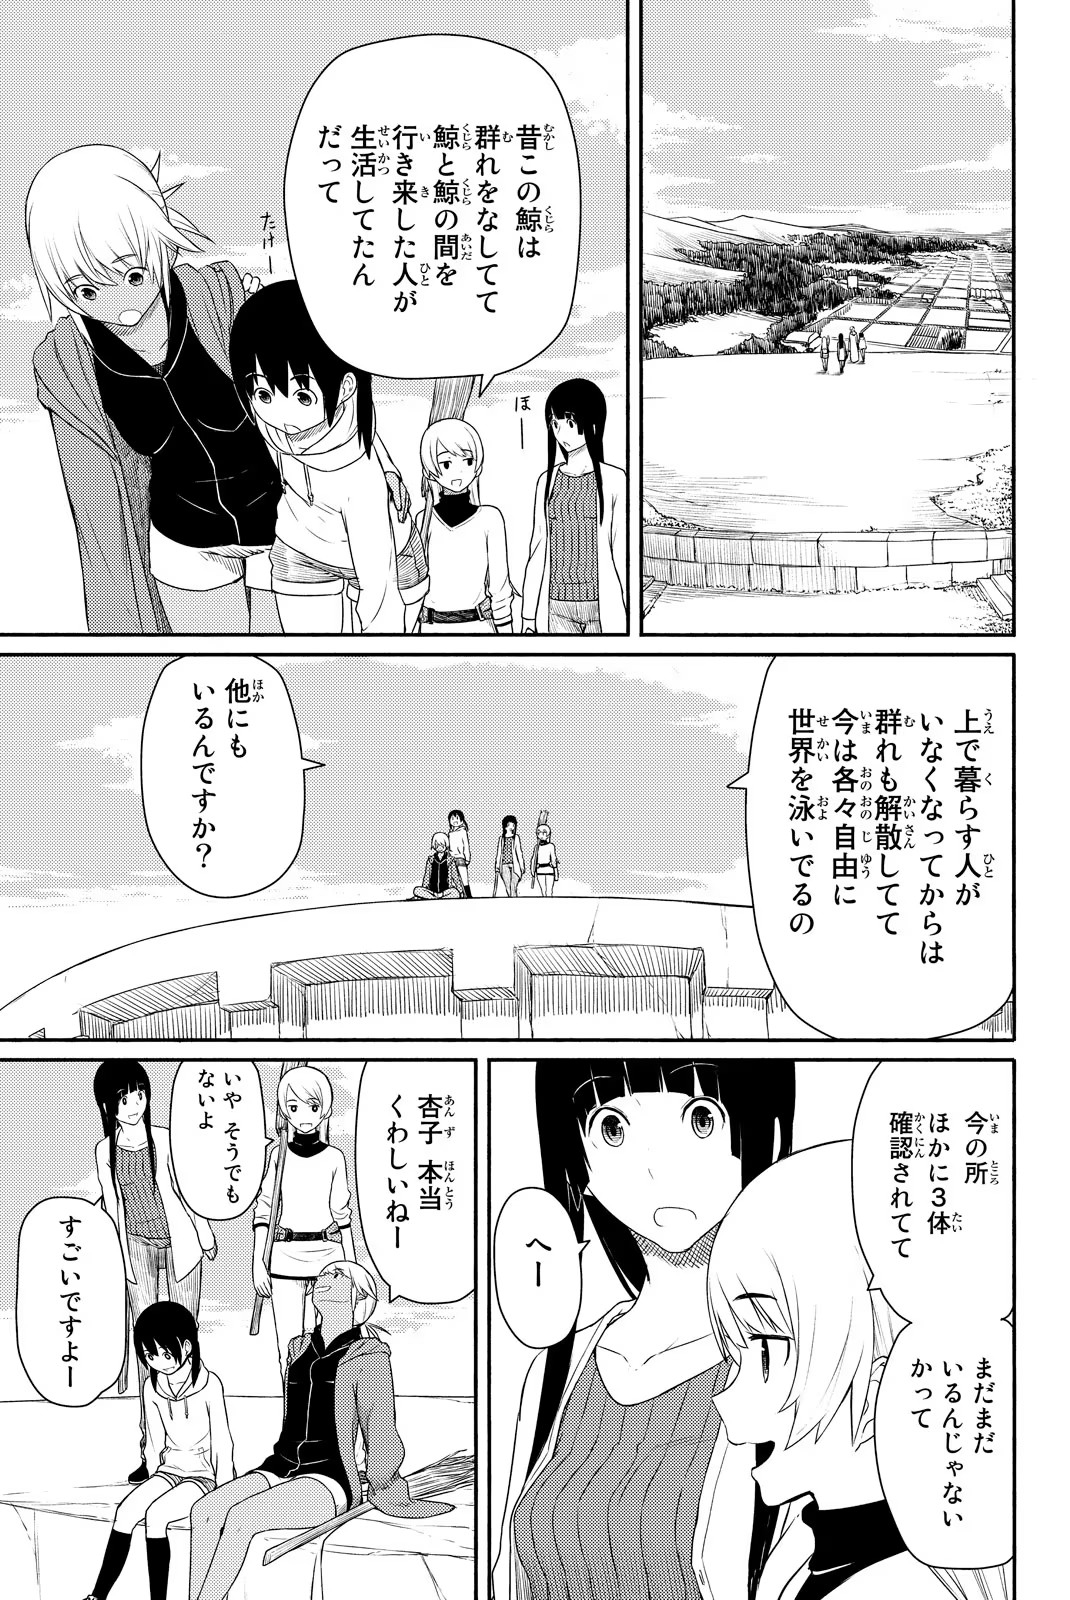 昔この鯨は
群れをなしてて
鯨と鯨の間を
行き来した人が
生活してたん
だって
たけー
ほー
上で暮らす人が
いなくなってからは
群れも解散してて
今は各々自由に
世界を泳いでるの
他にも
いるんですか？
今の所
ほかに3体
確認されてて
まだまだ
いるんじゃない
かって
へー
杏子 本当
くわしいねー
いや そうでも
ないよ
すごいですよー